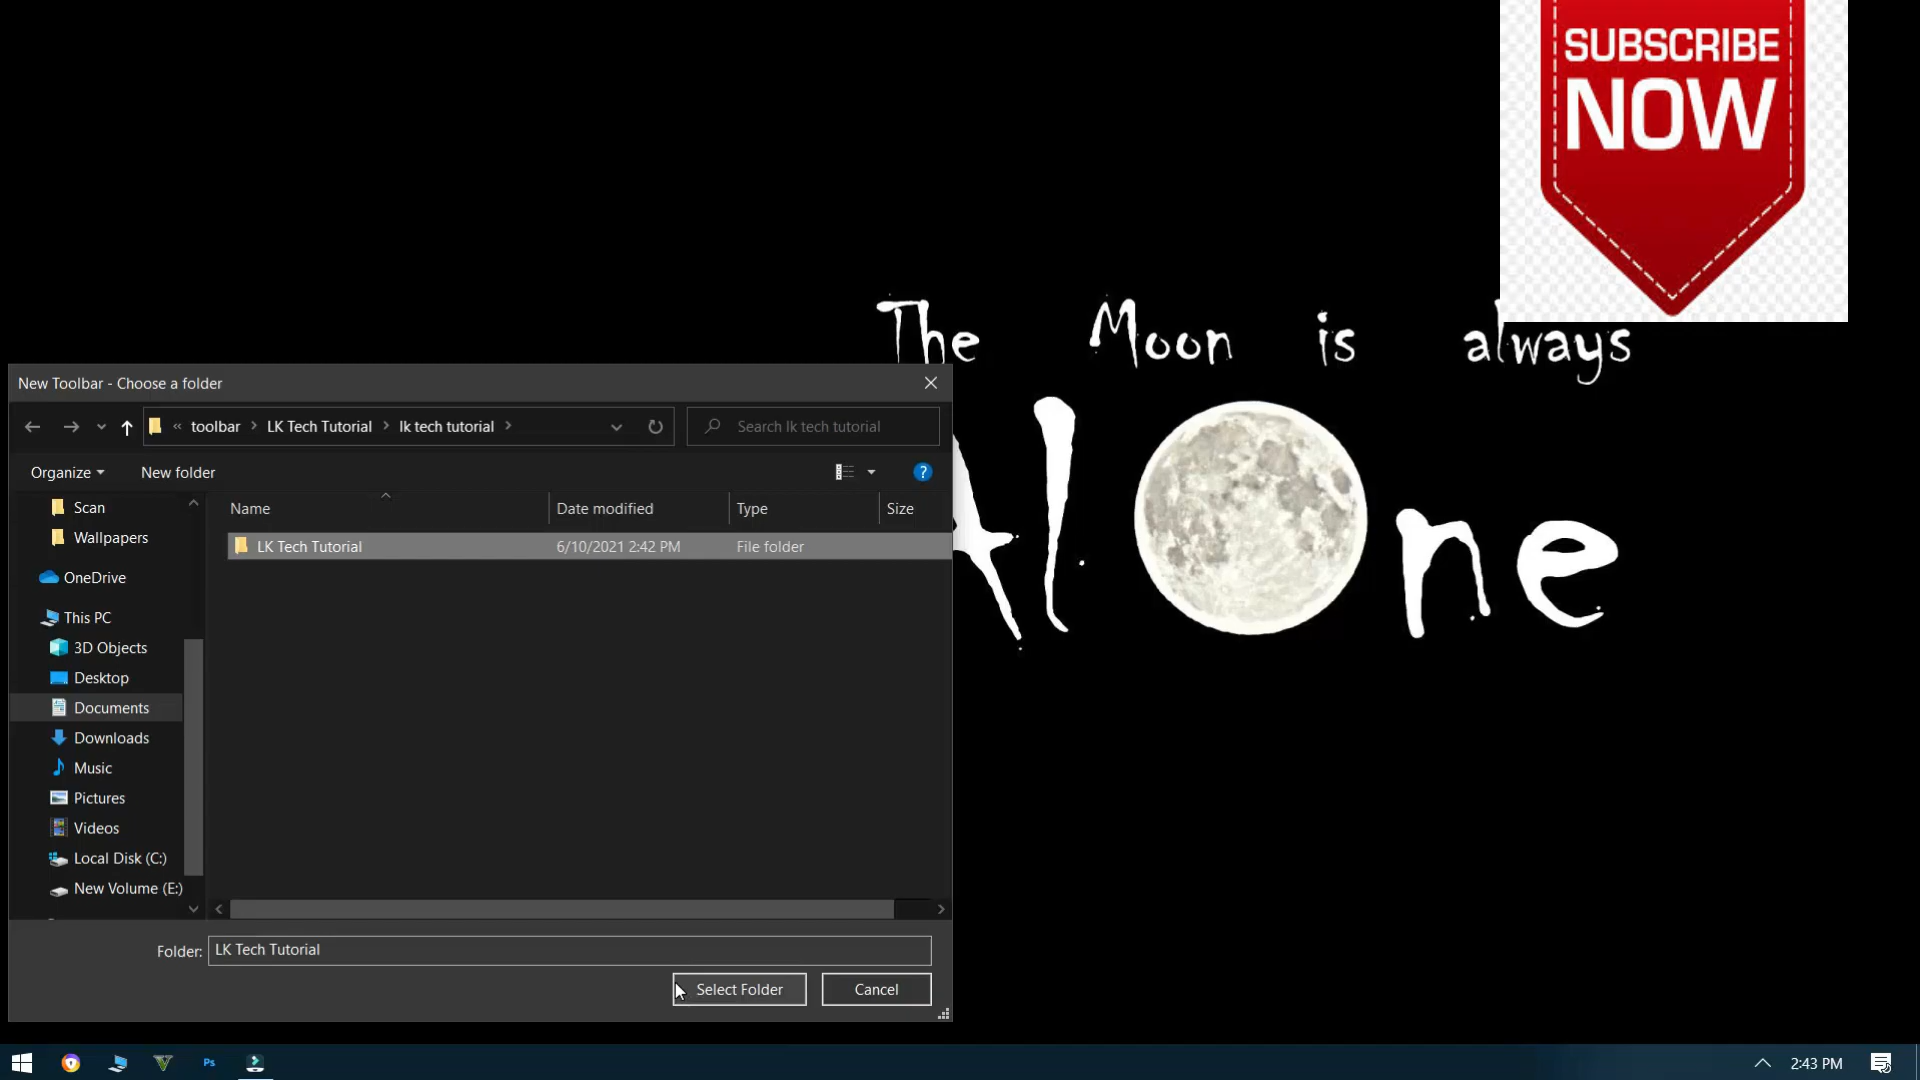 SUBSCRIBE
NOW
The Moon is always
Alone
New Toolbar - Choose a folder
« toolbar > LK Tech Tutorial > lk tech tutorial >
Search lk tech tutorial
Organize
New folder
?
Name
Date modified
Type
Size
LK Tech Tutorial
6/10/2021 2:42 PM
File folder
Scan
Wallpapers
OneDrive
This PC
3D Objects
Desktop
Documents
Downloads
Music
Pictures
Videos
Local Disk (C:)
New Volume (E:)
Folder: LK Tech Tutorial
Select Folder
Cancel
Ps
2:43 PM